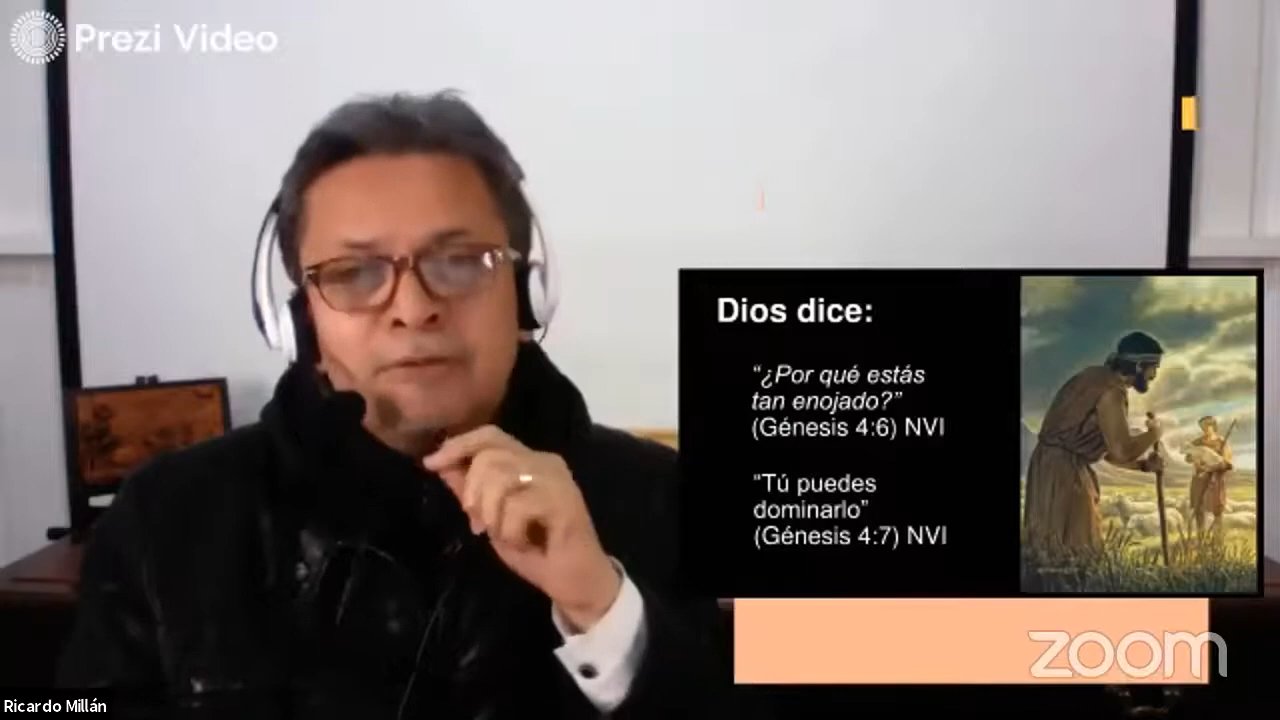 Prezi Video
Dios dice:
“¿Por qué estás
tan enojado?”
(Génesis 4:6) NVI
“Tú puedes
dominarlo”
(Génesis 4:7) NVI
zoom
Ricardo Millán